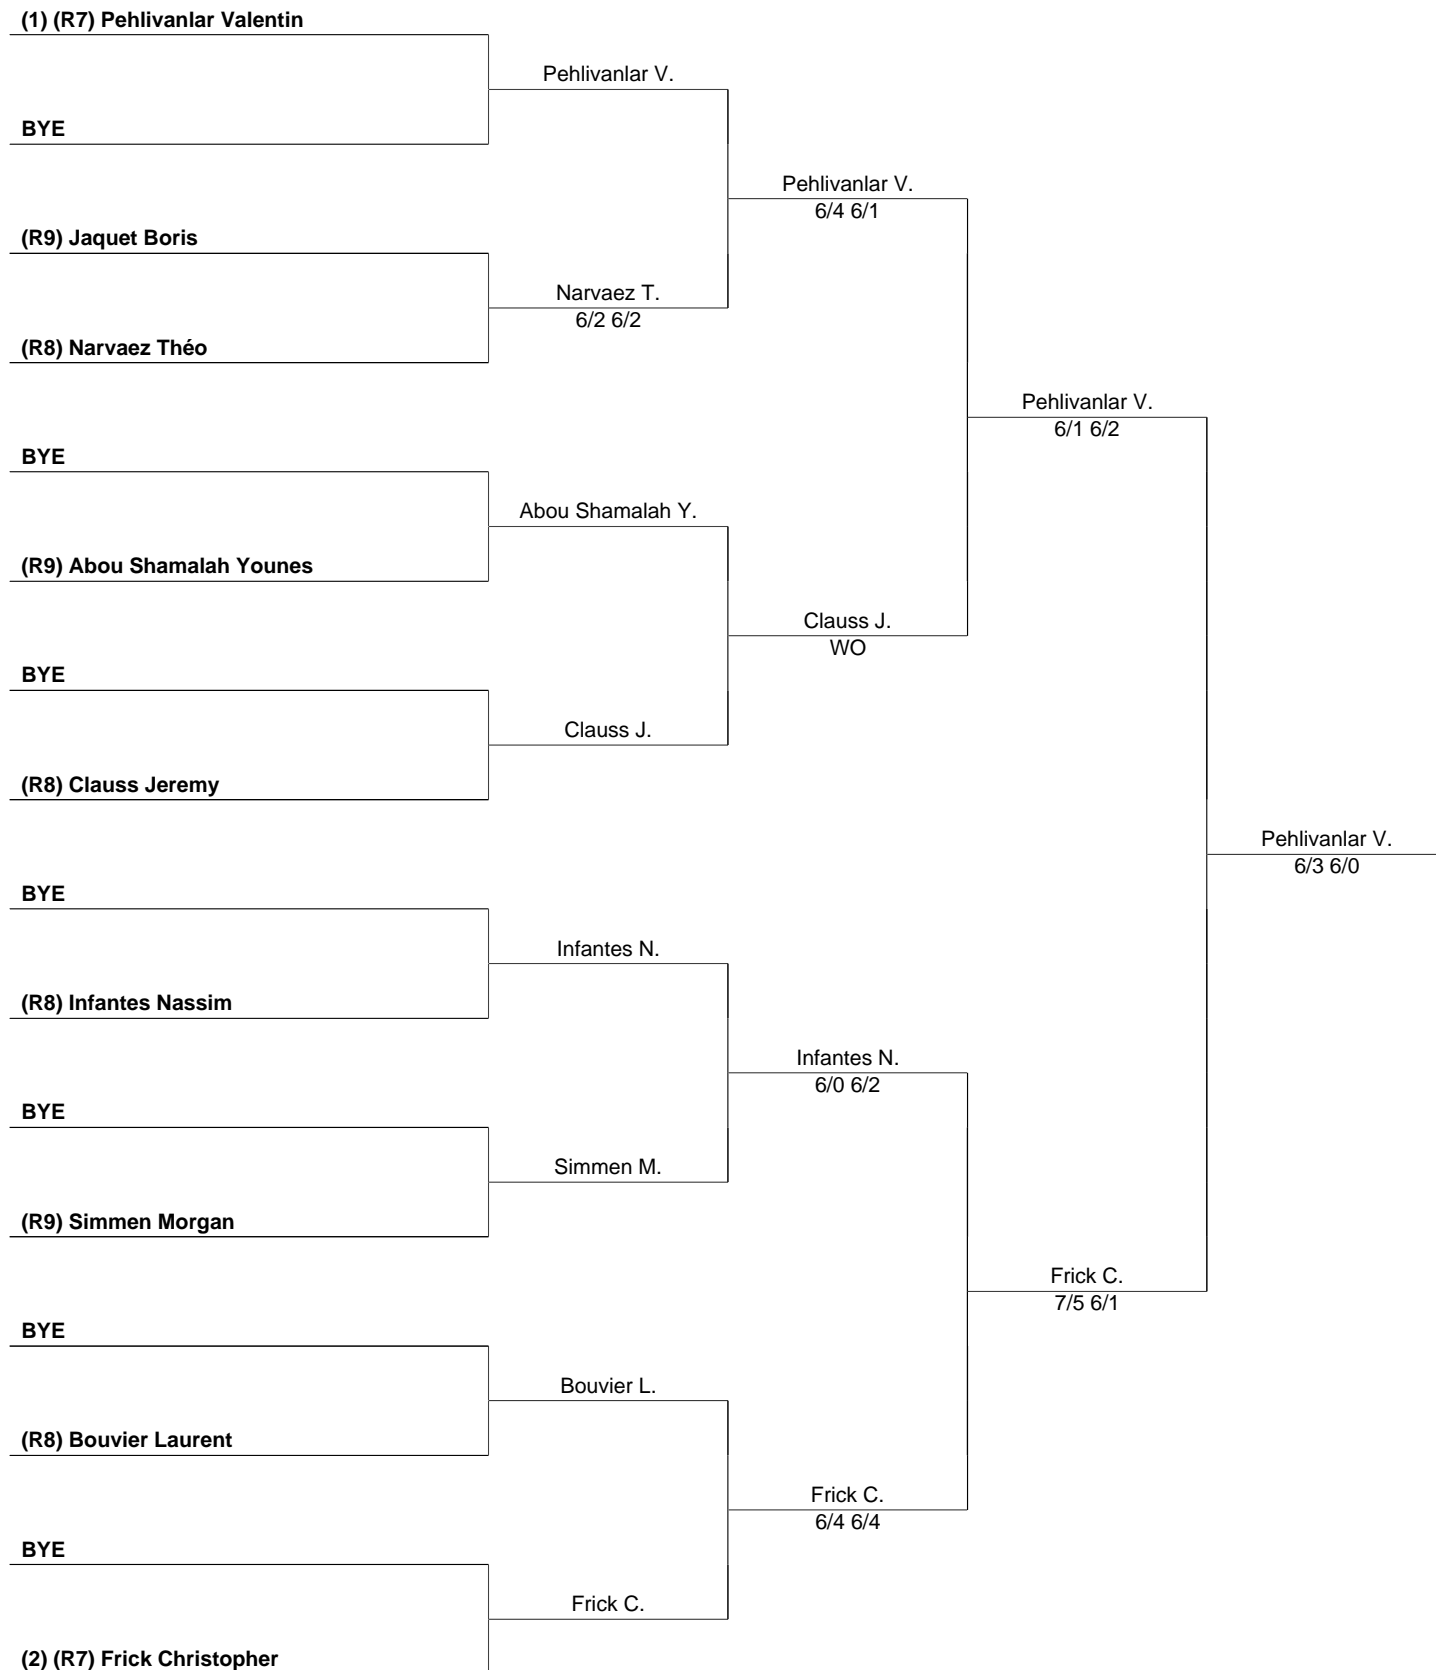 (1) (R7) Pehlivanlar Valentin
Pehlivanlar V.
BYE
Pehlivanlar V.
6/4 6/1
(R9) Jaquet Boris
Narvaez T.
6/2 6/2
(R8) Narvaez Théo
Pehlivanlar V.
6/1 6/2
BYE
Abou Shamalah Y.
(R9) Abou Shamalah Younes
Clauss J.
WO
BYE
Clauss J.
(R8) Clauss Jeremy
Pehlivanlar V.
6/3 6/0
BYE
Infantes N.
(R8) Infantes Nassim
Infantes N.
6/0 6/2
BYE
Simmen M.
(R9) Simmen Morgan
Frick C.
7/5 6/1
BYE
Bouvier L.
(R8) Bouvier Laurent
Frick C.
6/4 6/4
BYE
Frick C.
(2) (R7) Frick Christopher